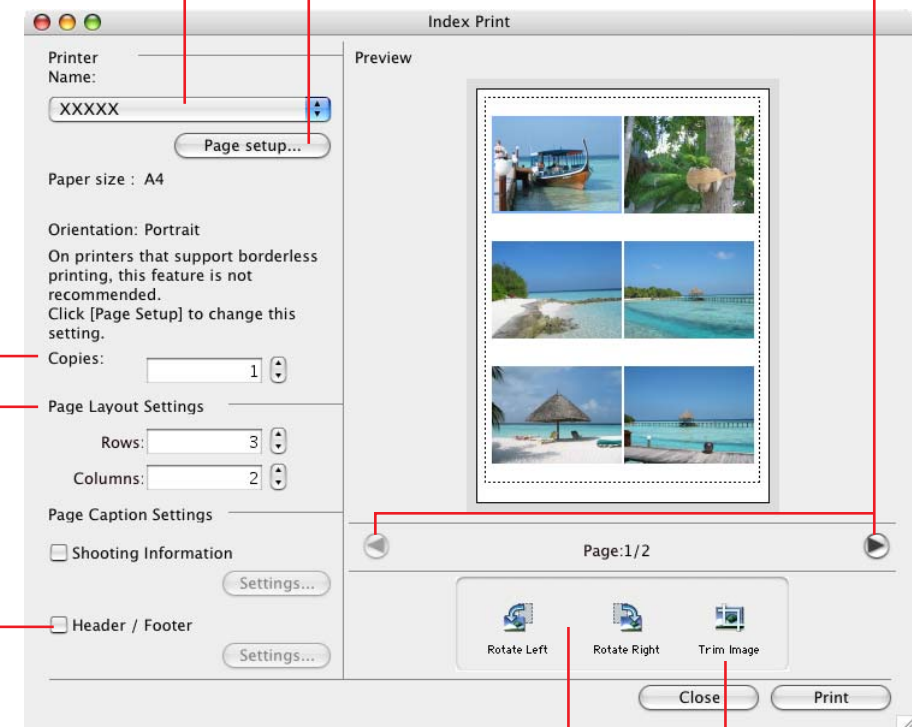 Index Print
Printer
Name:
XXXXX
Page setup...
Paper size : A4
Orientation: Portrait
On printers that support borderless
printing, this feature is not
recommended.
Click [Page Setup] to change this
setting.
Copies:
1
Page Layout Settings
Rows:
3
Columns:
2
Page Caption Settings
Shooting Information
Settings...
Header / Footer
Settings...
Preview
Page:1/2
Rotate Left
Rotate Right
Trim Image
Close
Print